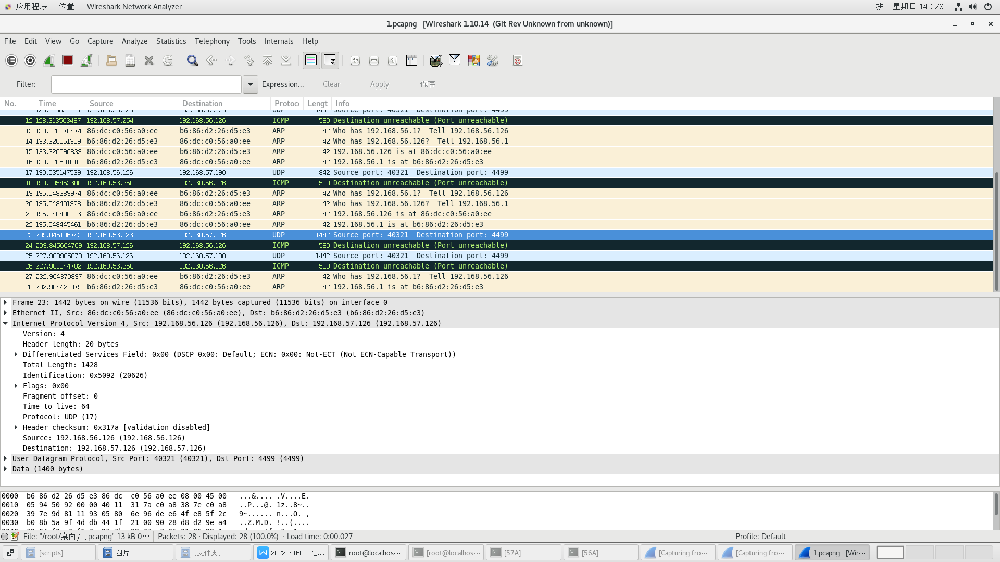 应用程序 位置 Wireshark Network Analyzer 拼 星期日 14：28
1.pcapng [Wireshark 1.10.14 (Git Rev Unknown from unknown)]
File Edit View Go Capture Analyze Statistics Telephony Tools Internals Help
Filter: Expression... Clear Apply 保存
No. Time Source Destination Protoc Lengt Info
11 128.313031188 192.168.56.126 192.168.57.254 UDP 1442 Source port: 40321 Destination port: 4499
12 128.313563497 192.168.57.254 192.168.56.126 ICMP 590 Destination unreachable (Port unreachable)
13 133.320378474 86:dc:c0:56:a0:ee b6:86:d2:26:d5:e3 ARP 42 Who has 192.168.56.1? Tell 192.168.56.126
14 133.320551309 b6:86:d2:26:d5:e3 86:dc:c0:56:a0:ee ARP 42 Who has 192.168.56.126? Tell 192.168.56.1
15 133.320590839 86:dc:c0:56:a0:ee b6:86:d2:26:d5:e3 ARP 42 192.168.56.126 is at 86:dc:c0:56:a0:ee
16 133.320591818 b6:86:d2:26:d5:e3 86:dc:c0:56:a0:ee ARP 42 192.168.56.1 is at b6:86:d2:26:d5:e3
17 190.035147539 192.168.56.126 192.168.57.190 UDP 842 Source port: 40321 Destination port: 4499
18 190.035453600 192.168.56.250 192.168.56.126 ICMP 590 Destination unreachable (Port unreachable)
19 195.048389974 86:dc:c0:56:a0:ee b6:86:d2:26:d5:e3 ARP 42 Who has 192.168.56.1? Tell 192.168.56.126
20 195.048401928 b6:86:d2:26:d5:e3 86:dc:c0:56:a0:ee ARP 42 Who has 192.168.56.126? Tell 192.168.56.1
21 195.048438106 86:dc:c0:56:a0:ee b6:86:d2:26:d5:e3 ARP 42 192.168.56.126 is at 86:dc:c0:56:a0:ee
22 195.048445461 b6:86:d2:26:d5:e3 86:dc:c0:56:a0:ee ARP 42 192.168.56.1 is at b6:86:d2:26:d5:e3
23 209.845136743 192.168.56.126 192.168.57.126 UDP 1442 Source port: 40321 Destination port: 4499
24 209.845604769 192.168.57.126 192.168.56.126 ICMP 590 Destination unreachable (Port unreachable)
25 227.900905073 192.168.56.126 192.168.57.190 UDP 1442 Source port: 40321 Destination port: 4499
26 227.901044782 192.168.56.250 192.168.56.126 ICMP 590 Destination unreachable (Port unreachable)
27 232.904370897 86:dc:c0:56:a0:ee b6:86:d2:26:d5:e3 ARP 42 Who has 192.168.56.1? Tell 192.168.56.126
28 232.904421379 b6:86:d2:26:d5:e3 86:dc:c0:56:a0:ee ARP 42 192.168.56.1 is at b6:86:d2:26:d5:e3
Frame 23: 1442 bytes on wire (11536 bits), 1442 bytes captured (11536 bits) on interface 0
Ethernet II, Src: 86:dc:c0:56:a0:ee (86:dc:c0:56:a0:ee), Dst: b6:86:d2:26:d5:e3 (b6:86:d2:26:d5:e3)
Internet Protocol Version 4, Src: 192.168.56.126 (192.168.56.126), Dst: 192.168.57.126 (192.168.57.126)
Version: 4
Header length: 20 bytes
Differentiated Services Field: 0x00 (DSCP 0x00: Default; ECN: 0x00: Not-ECT (Not ECN-Capable Transport))
Total Length: 1428
Identification: 0x5092 (20626)
Flags: 0x00
Fragment offset: 0
Time to live: 64
Protocol: UDP (17)
Header checksum: 0x317a [validation disabled]
Source: 192.168.56.126 (192.168.56.126)
Destination: 192.168.57.126 (192.168.57.126)
User Datagram Protocol, Src Port: 40321 (40321), Dst Port: 4499 (4499)
Data (1400 bytes)
0000 b6 86 d2 26 d5 e3 86 dc c0 56 a0 ee 08 00 45 00 ...&.... .V....E.
0010 05 94 50 92 00 00 40 11 31 7a c0 a8 38 7e c0 a8 ..P...@. 1z..8~..
0020 39 7e 9d 81 11 93 05 80 6e 96 de e6 4f e8 5f 2c 9~...... n...O._,
0030 b0 8b 5a 9f 4d db 44 1f 21 00 90 28 d8 d2 9e a4 ..Z.M.D. !..(....
File: "/root/桌面/1.pcapng" 13 kB 0··· Packets: 28 · Displayed: 28 (100.0%) · Load time: 0:00.027 Profile: Default
[scripts] 图片 [文件夹] 202284160112_... root@localhos··· [root@localhos··· [57A] [56A] [Capturing fro··· [Capturing fro··· 1.pcapng [Wir···